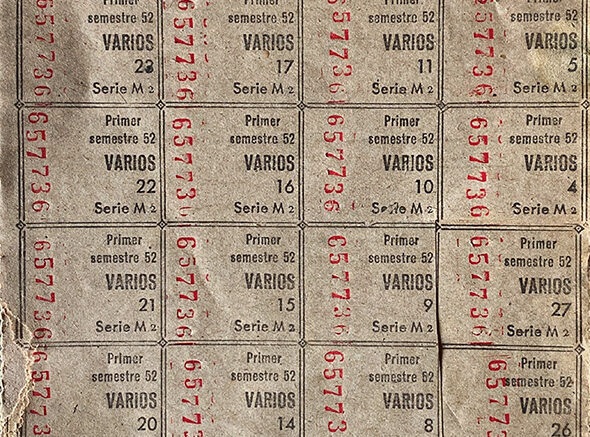 657736
Primer
semestre 52
VARIOS
23
Serie M 2
657736
Primer
semestre 52
VARIOS
17
Serie M 2
657736
Primer
semestre 52
VARIOS
11
Serie M 2
657736
Primer
semestre 52
VARIOS
5
Serie M 2
657736
Primer
semestre 52
VARIOS
22
Serie M 2
657736
Primer
semestre 52
VARIOS
16
Serie M 2
657736
Primer
semestre 52
VARIOS
10
Serie M 2
657736
Primer
semestre 52
VARIOS
4
Serie M 2
657736
Primer
semestre 52
VARIOS
21
Serie M 2
657736
Primer
semestre 52
VARIOS
15
Serie M 2
657736
Primer
semestre 52
VARIOS
9
Serie M 2
657736
Primer
semestre 52
VARIOS
27
Serie M 2
65773
Primer
semestre 52
VARIOS
20
65773
Primer
semestre 52
VARIOS
14
65773
Primer
semestre 52
VARIOS
8
65773
Primer
semestre 52
VARIOS
26